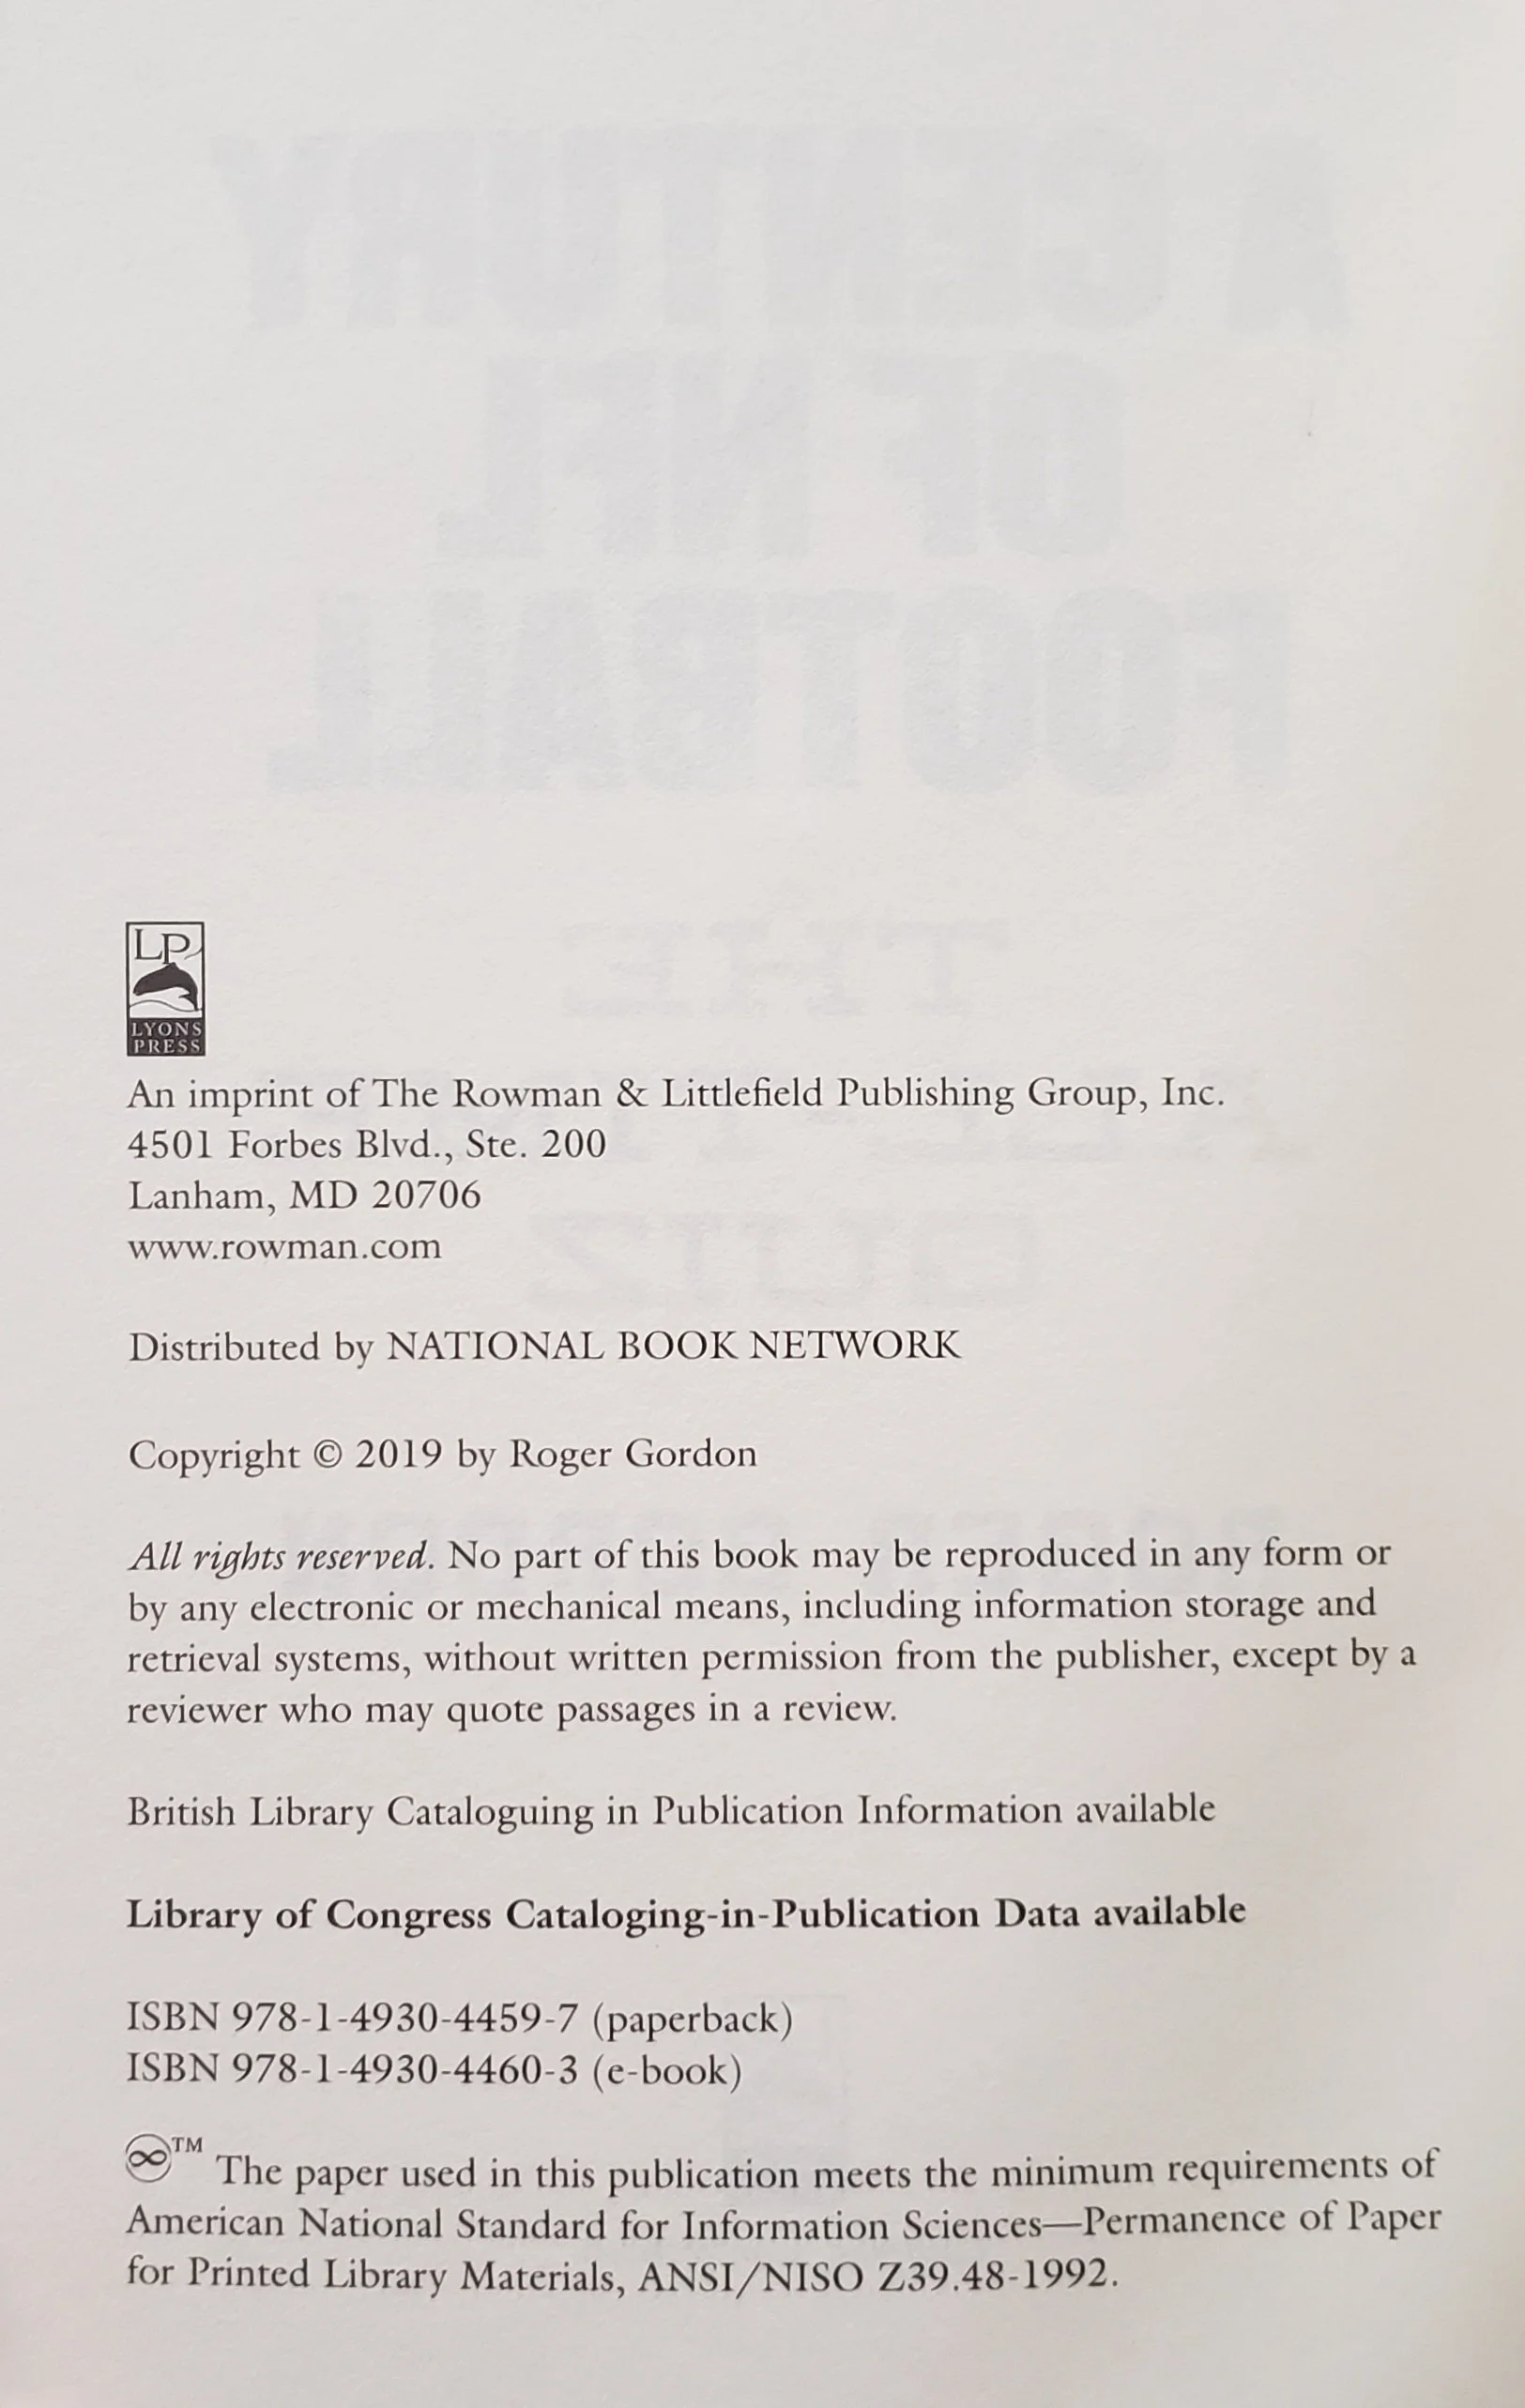 LP
LYONS
PRESS
An imprint of The Rowman & Littlefield Publishing Group, Inc.
4501 Forbes Blvd., Ste. 200
Lanham, MD 20706
www.rowman.com
Distributed by NATIONAL BOOK NETWORK
Copyright © 2019 by Roger Gordon
All rights reserved. No part of this book may be reproduced in any form or
by any electronic or mechanical means, including information storage and
retrieval systems, without written permission from the publisher, except by a
reviewer who may quote passages in a review.
British Library Cataloguing in Publication Information available
Library of Congress Cataloging-in-Publication Data available
ISBN 978-1-4930-4459-7 (paperback)
ISBN 978-1-4930-4460-3 (e-book)
♾™ The paper used in this publication meets the minimum requirements of
American National Standard for Information Sciences—Permanence of Paper
for Printed Library Materials, ANSI/NISO Z39.48-1992.